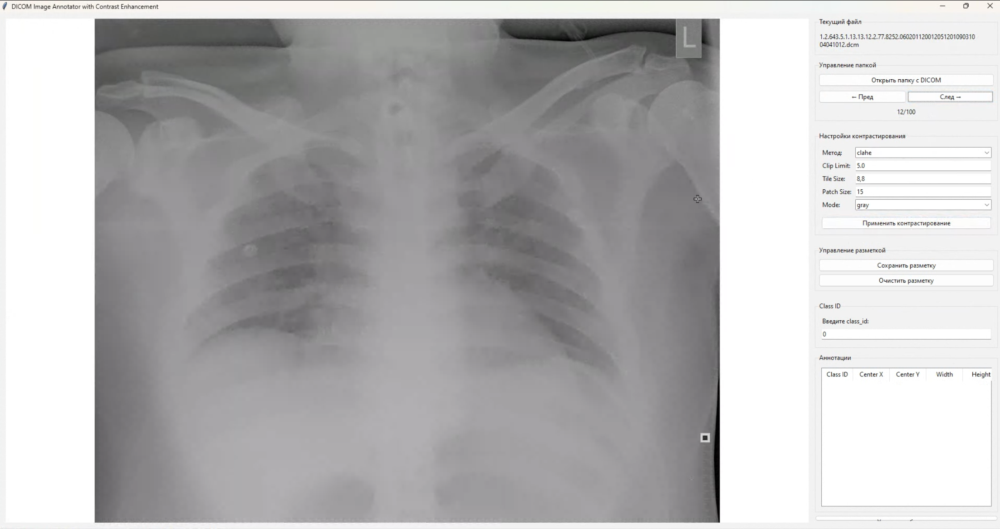 DICOM Image Annotator with Contrast Enhancement
L
Текущий файл
1.2.643.5.1.13.13.12.2.77.8252.060201120012051201090310
04041012.dcm
Управление папкой
Открыть папку с DICOM
← Пред
След →
12/100
Настройки контрастирования
Метод: clahe
Clip Limit: 5.0
Tile Size: 8,8
Patch Size: 15
Mode: gray
Применить контрастирование
Управление разметкой
Сохранить разметку
Очистить разметку
Class ID
Введите class_id:
0
Аннотации
Class ID Center X Center Y Width Height